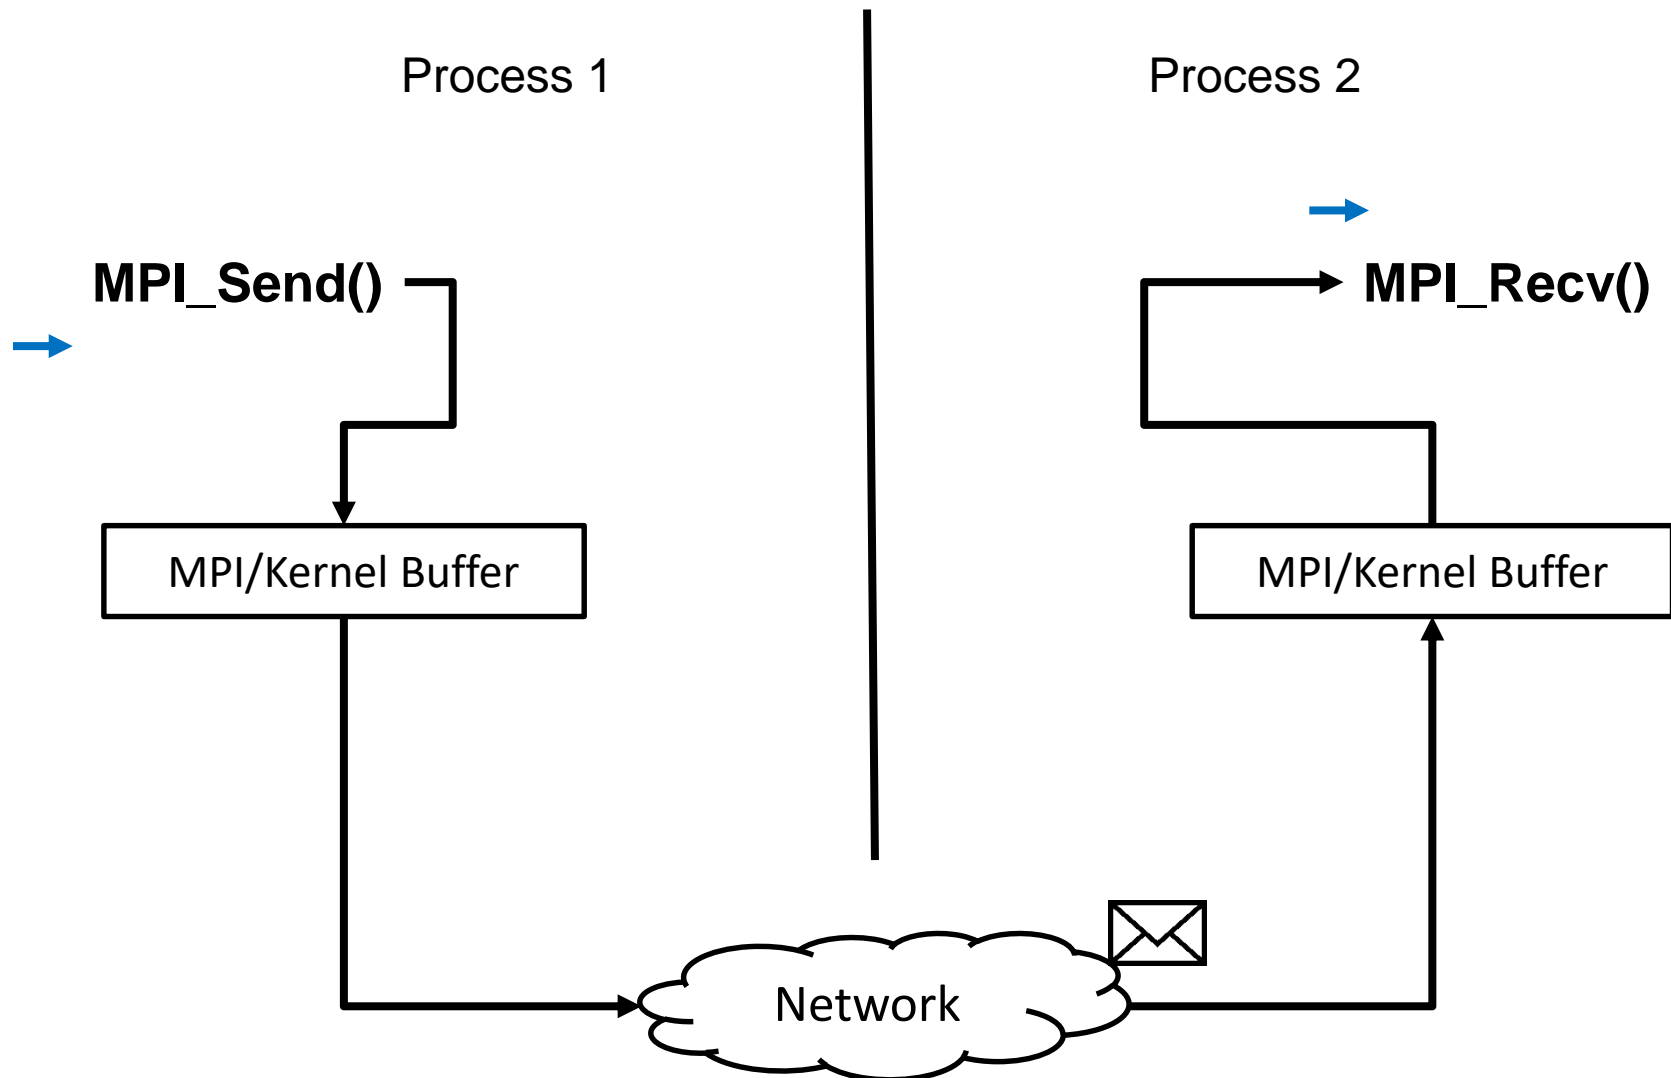 Process 1
Process 2
MPI_Send()
MPI_Recv()
MPI/Kernel Buffer
MPI/Kernel Buffer
Network